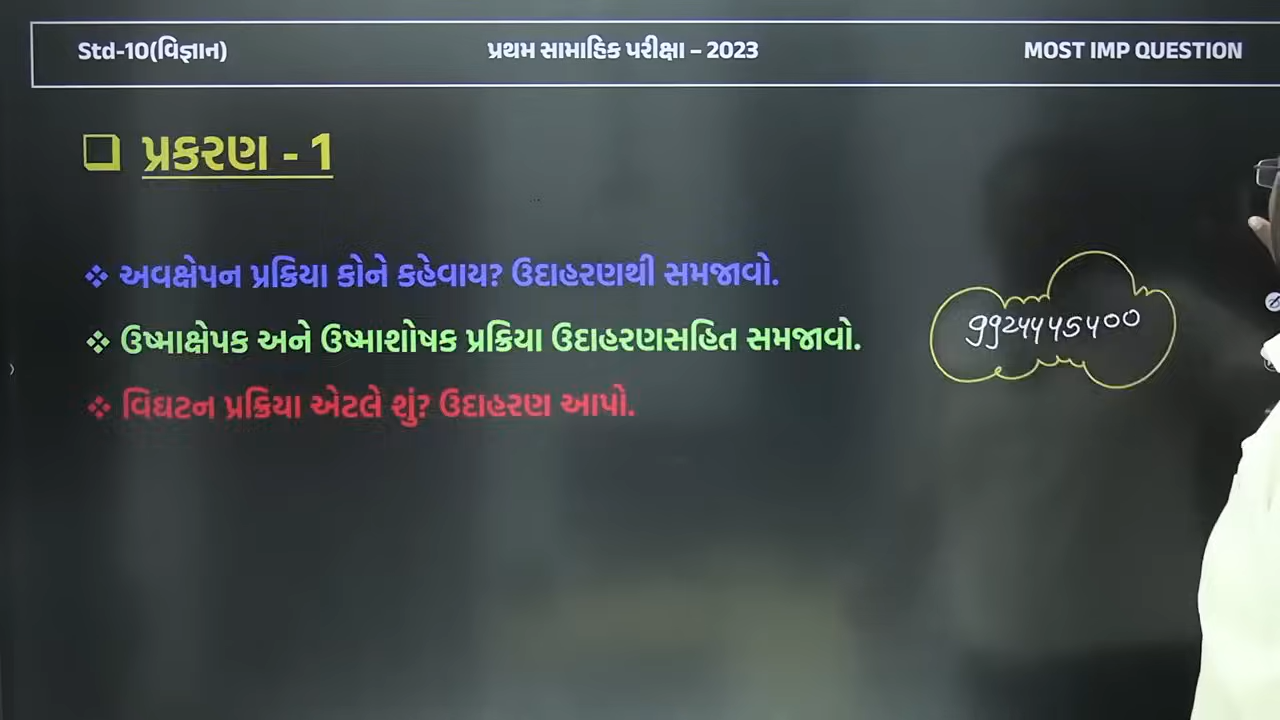 Std-10(વિજ્ઞાન) પ્રથમ સામાહિક પરીક્ષા – 2023 MOST IMP QUESTION
પ્રકરણ - 1
અવક્ષેપન પ્રક્રિયા કોને કહેવાય? ઉદાહરણથી સમજાવો.
ઉષ્માક્ષેપક અને ઉષ્માશોષક પ્રક્રિયા ઉદાહરણસહિત સમજાવો.
વિઘટન પ્રક્રિયા એટલે શું? ઉદાહરણ આપો.